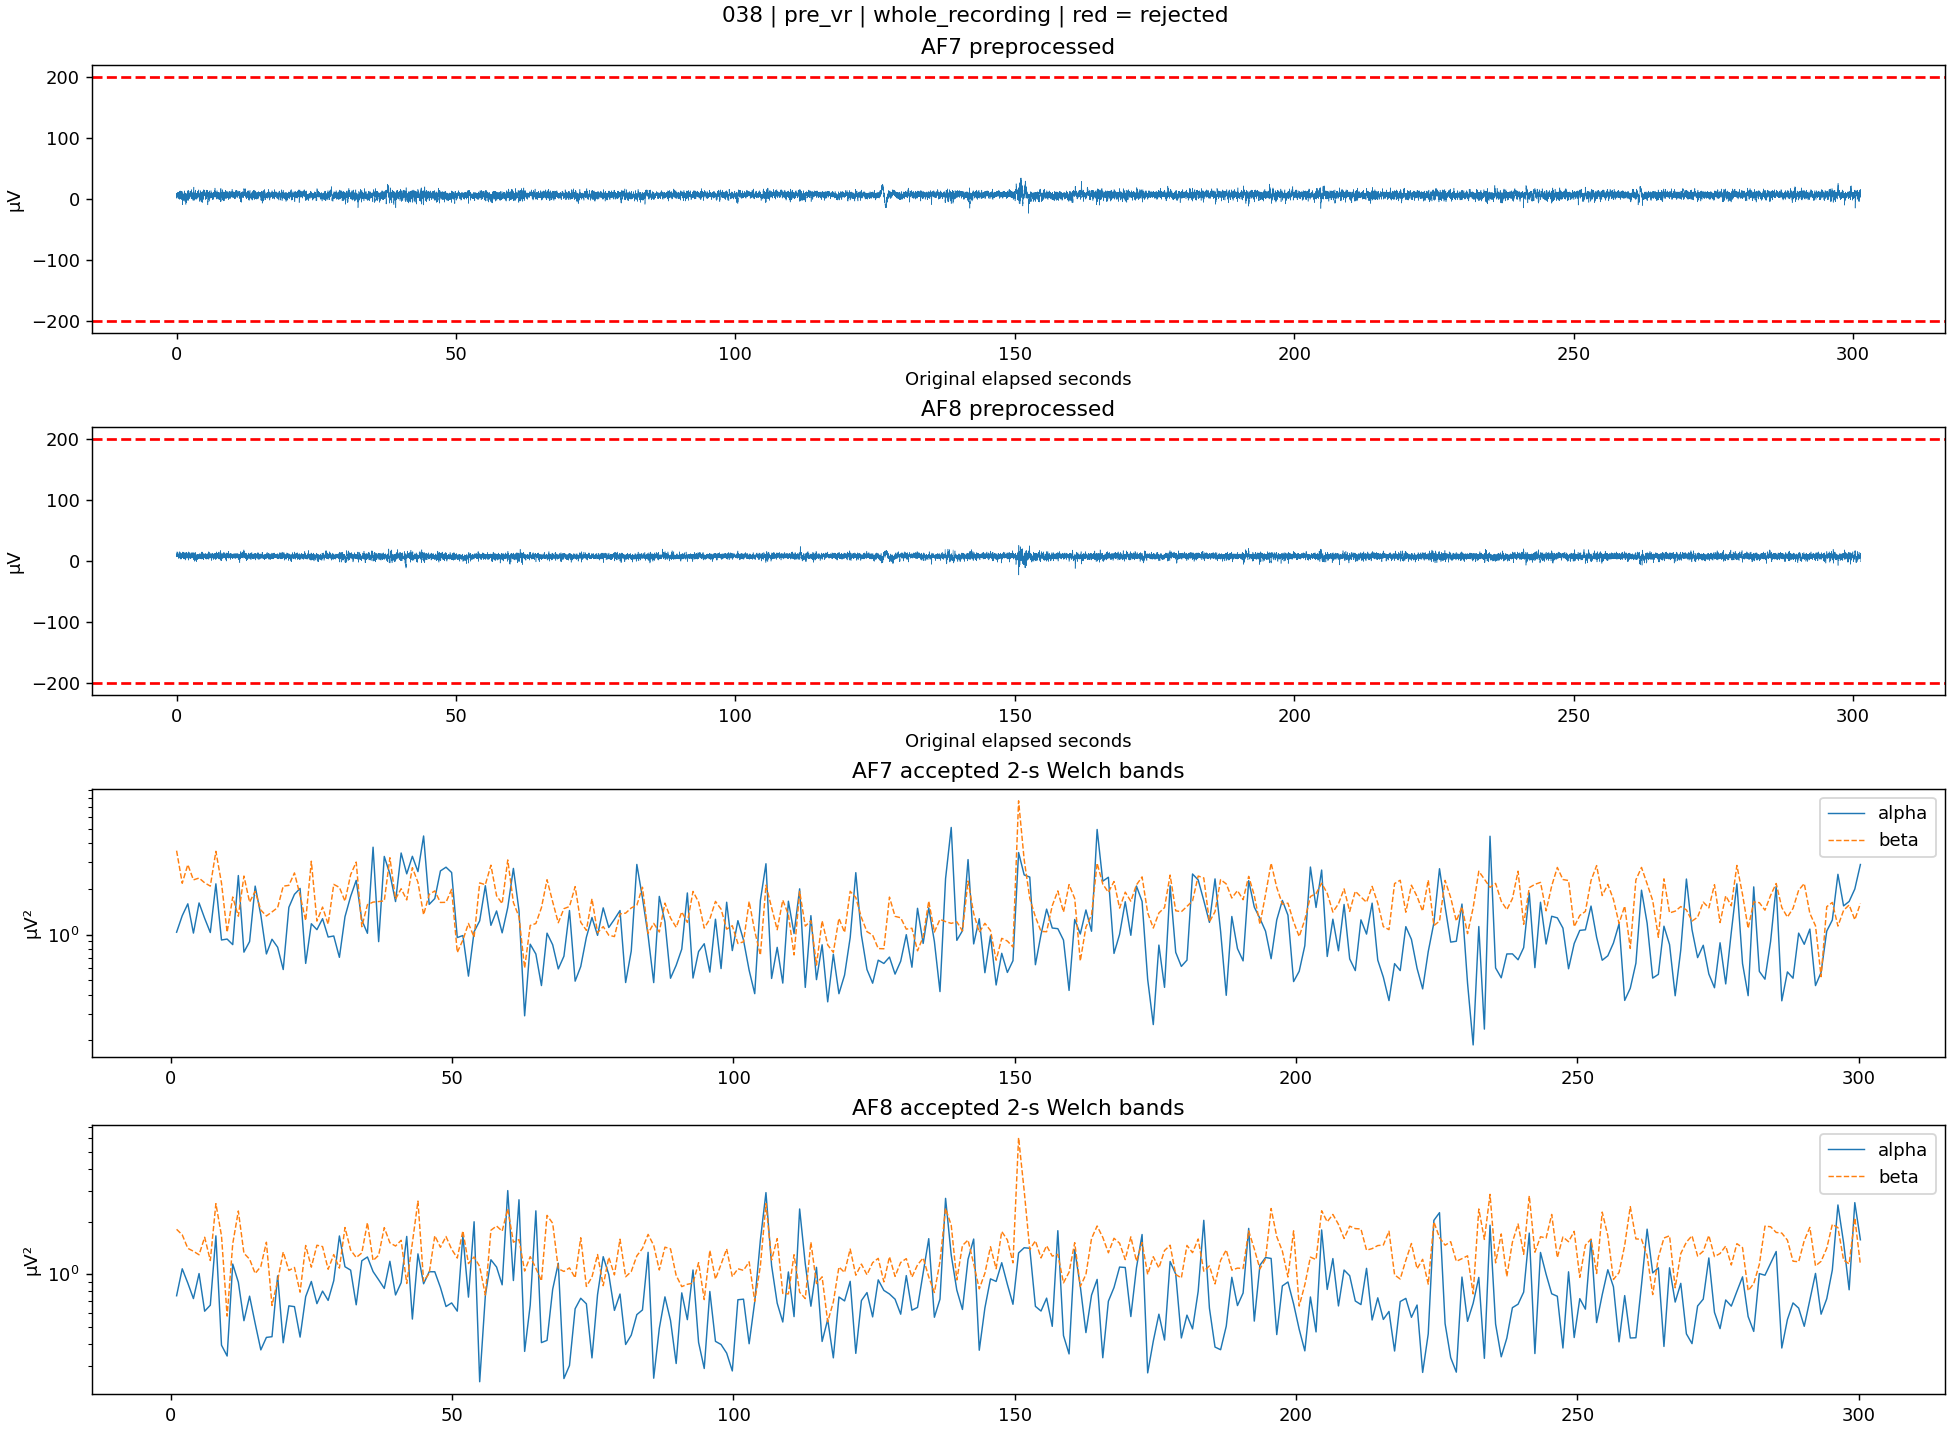 038 | pre_vr | whole_recording | red = rejected
AF7 preprocessed
µV
200
100
0
−100
−200
0 50 100 150 200 250 300
Original elapsed seconds
AF8 preprocessed
µV
200
100
0
−100
−200
0 50 100 150 200 250 300
Original elapsed seconds
AF7 accepted 2-s Welch bands
µV²
10⁰
alpha
beta
0 50 100 150 200 250 300
AF8 accepted 2-s Welch bands
µV²
10⁰
alpha
beta
0 50 100 150 200 250 300